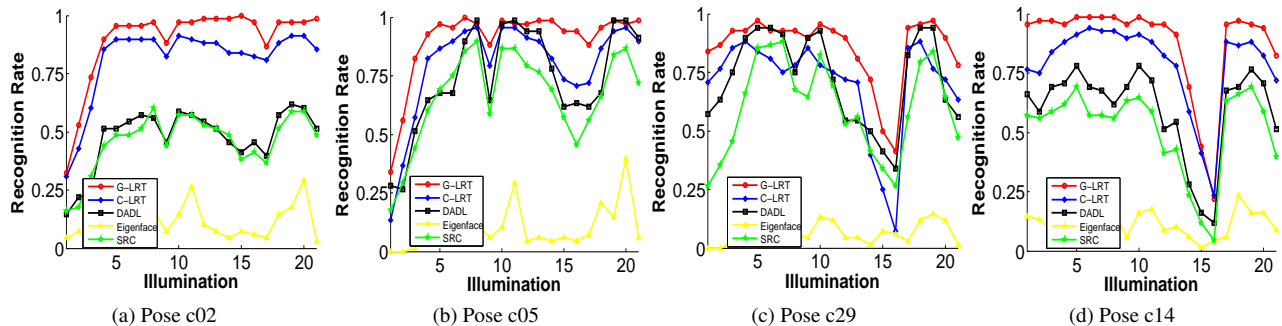 Recognition Rate
1
0.75
0.5
0.25
0
G-LRT
C-LRT
DADL
Eigenface
SRC
5 10 15 20
Illumination
(a) Pose c02
Recognition Rate
1
0.75
0.5
0.25
0
G-LRT
C-LRT
DADL
Eigenface
SRC
5 10 15 20
Illumination
(b) Pose c05
Recognition Rate
1
0.75
0.5
0.25
0
G-LRT
C-LRT
DADL
Eigenface
SRC
5 10 15 20
Illumination
(c) Pose c29
Recognition Rate
1
0.75
0.5
0.25
0
G-LRT
C-LRT
DADL
Eigenface
SRC
5 10 15 20
Illumination
(d) Pose c14